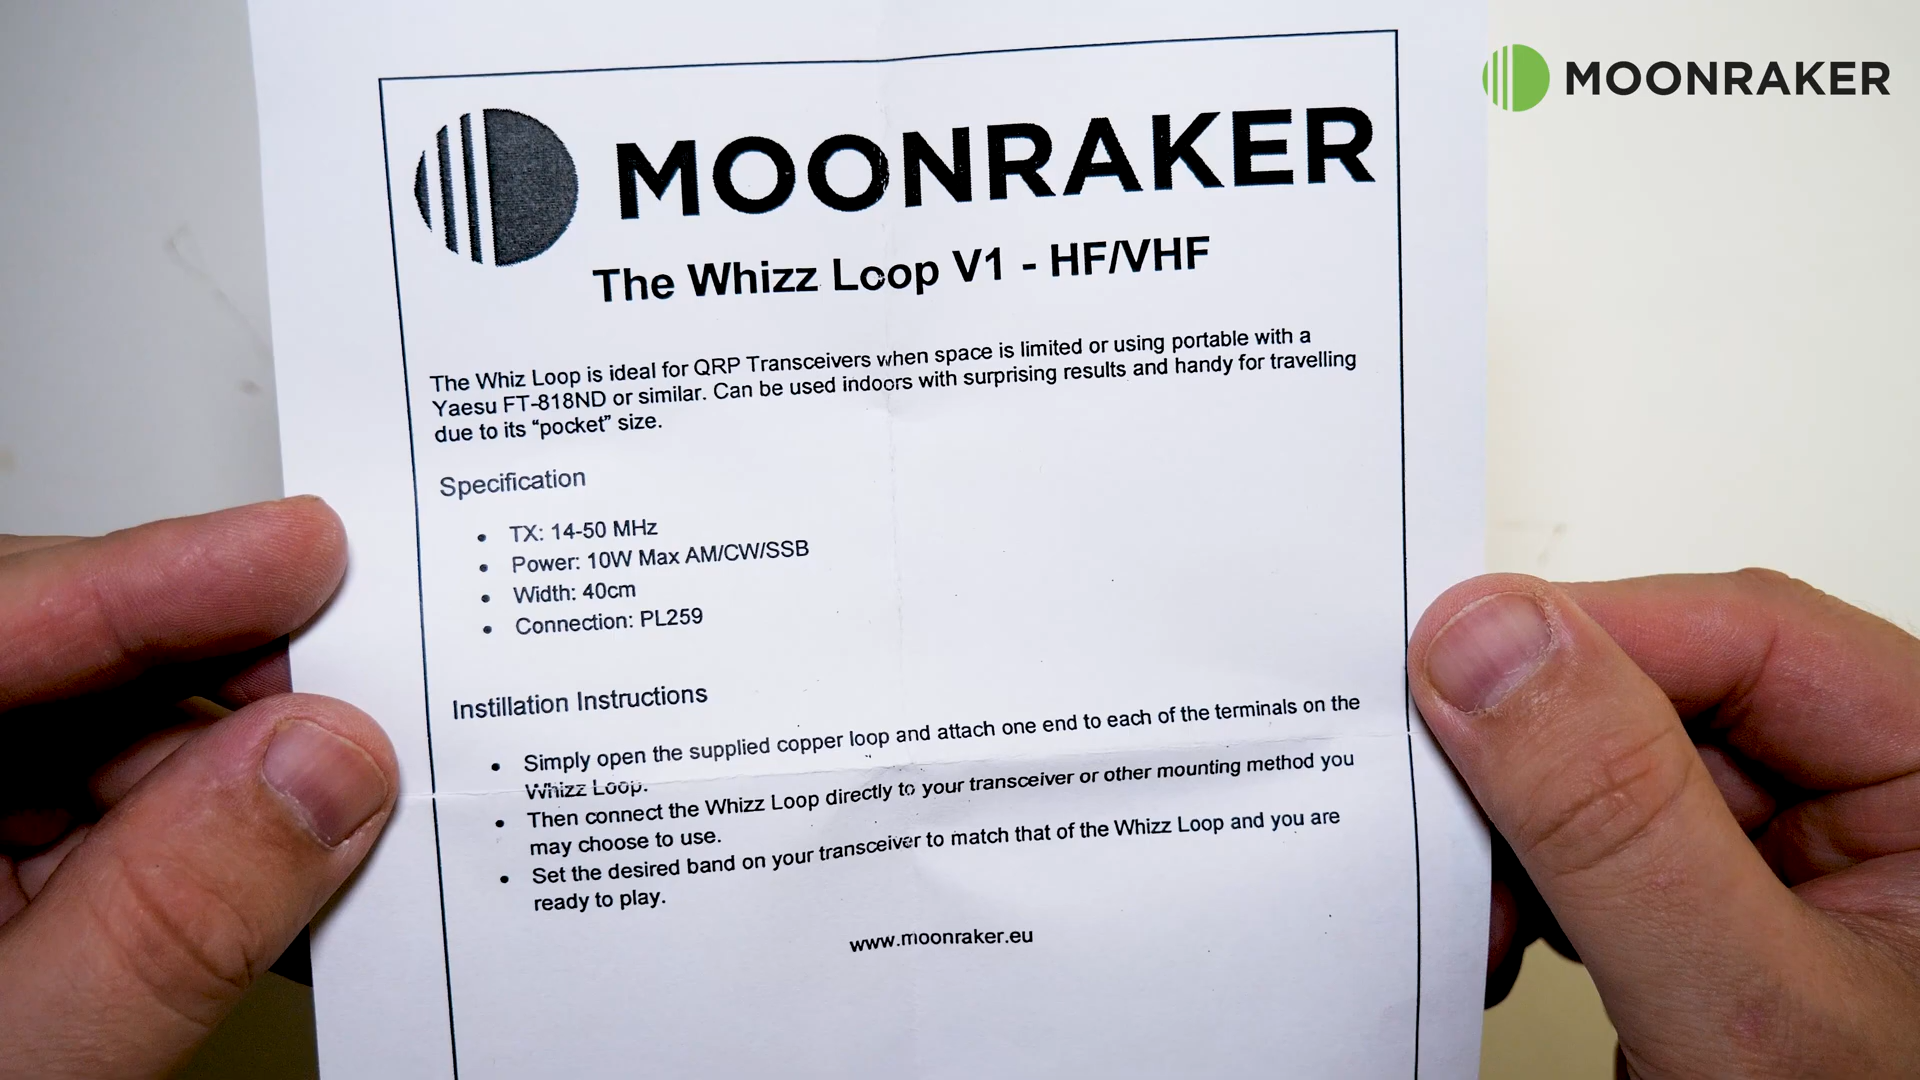 MOONRAKER
MOONRAKER
The Whizz Loop V1 - HF/VHF
The Whiz Loop is ideal for QRP Transceivers when space is limited or using portable with a
Yaesu FT-818ND or similar. Can be used indoors with surprising results and handy for travelling
due to its “pocket” size.
Specification
• TX: 14-50 MHz
• Power: 10W Max AM/CW/SSB
• Width: 40cm
• Connection: PL259
Instillation Instructions
• Simply open the supplied copper loop and attach one end to each of the terminals on the
Whizz Loop.
• Then connect the Whizz Loop directly to your transceiver or other mounting method you
may choose to use.
• Set the desired band on your transceiver to match that of the Whizz Loop and you are
ready to play.
www.moonraker.eu